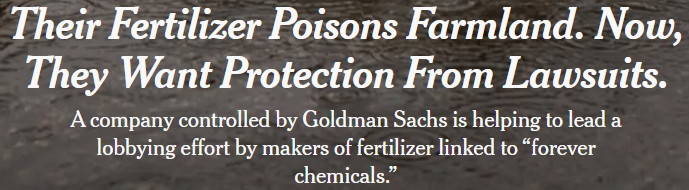 Their Fertilizer Poisons Farmland. Now,
They Want Protection From Lawsuits.
A company controlled by Goldman Sachs is helping to lead a
lobbying effort by makers of fertilizer linked to “forever
chemicals.”